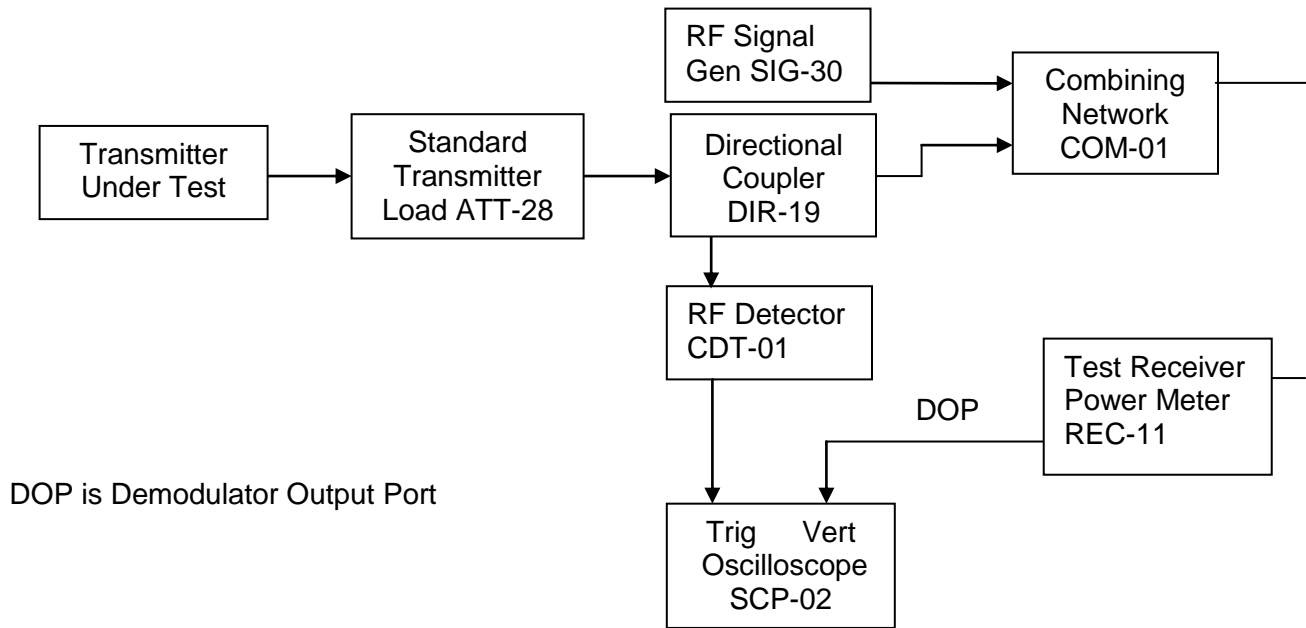 RF Signal
Gen SIG-30
Combining
Network
COM-01
Transmitter
Under Test
Standard
Transmitter
Load ATT-28
Directional
Coupler
DIR-19
RF Detector
CDT-01
Test Receiver
Power Meter
REC-11
DOP
DOP is Demodulator Output Port
Trig Vert
Oscilloscope
SCP-02